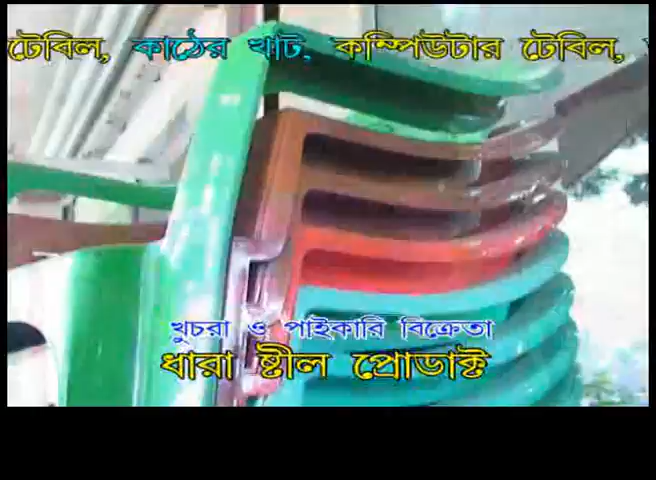 টেবিল, কাঠের খাট, কম্পিউটার টেবিল,
খুচরা ও পাইকারি বিক্রেতা
ধারা ষ্টীল প্রোডাক্ট